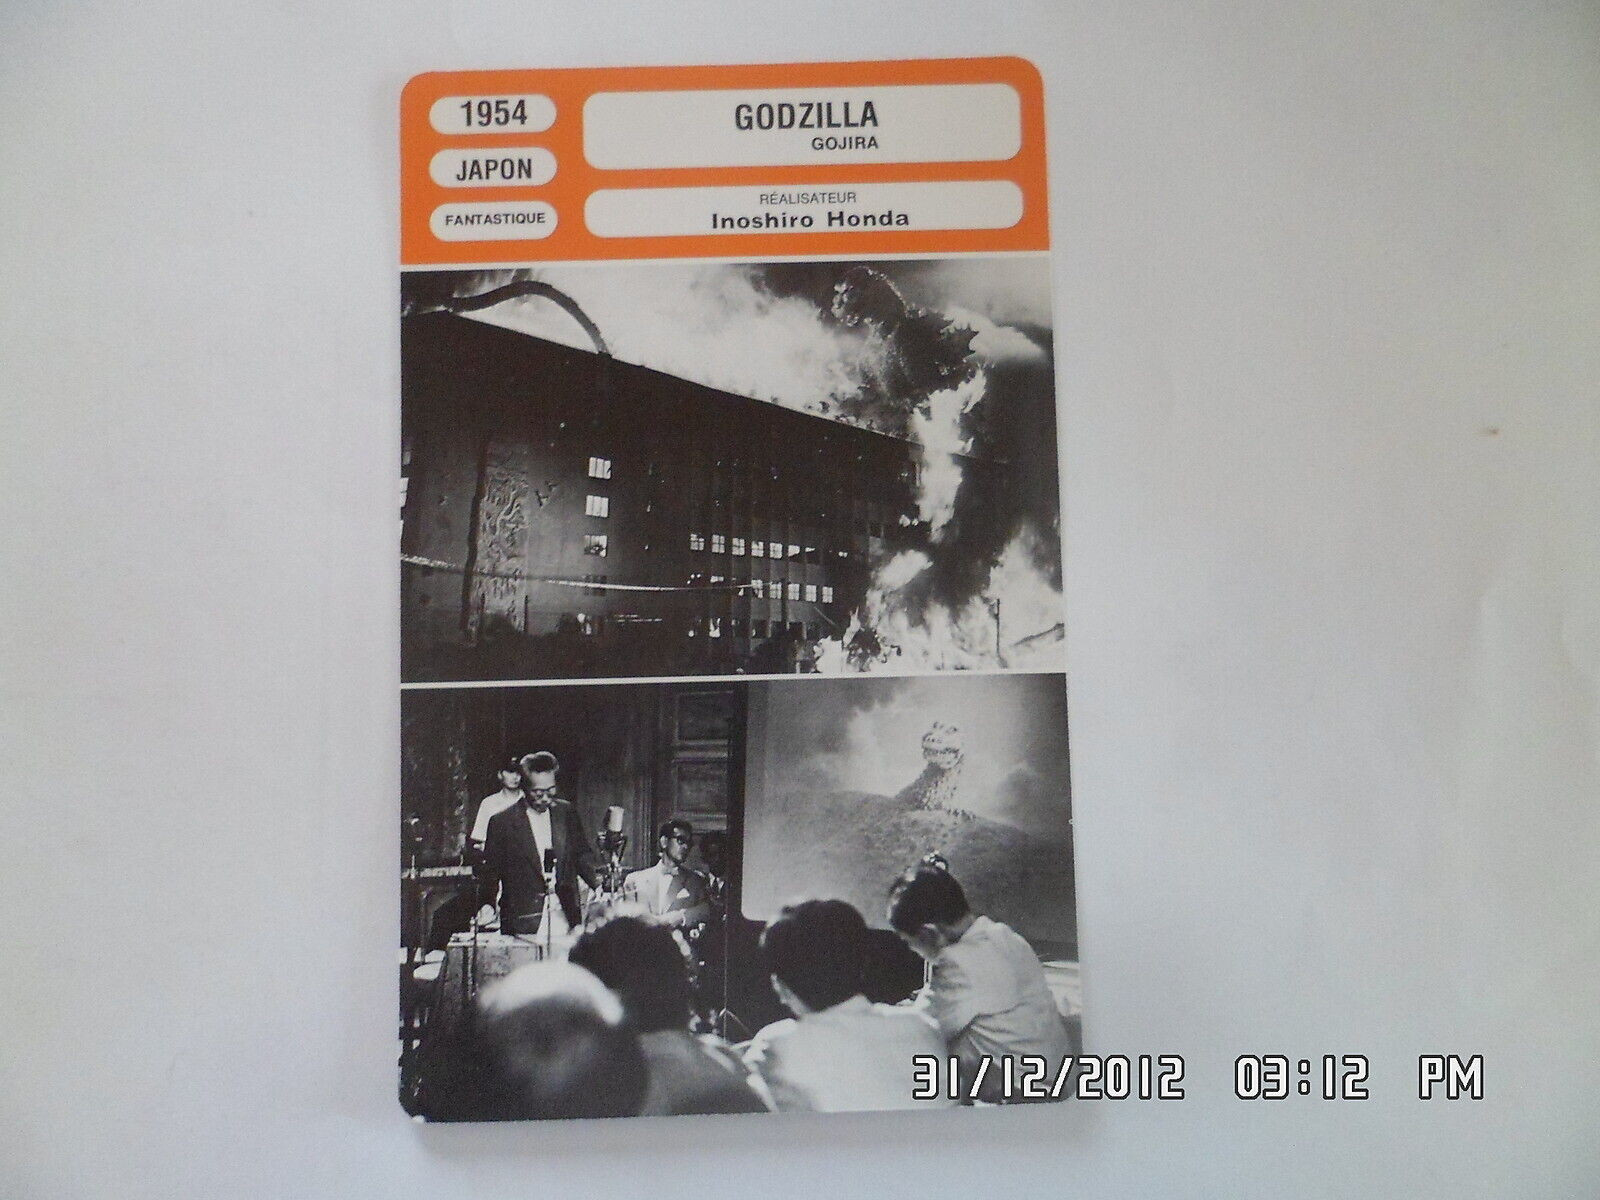 1954
JAPON
FANTASTIQUE
GODZILLA
GOJIRA
RÉALISATEUR
Inoshiro Honda
31/12/2012 03:12 PM